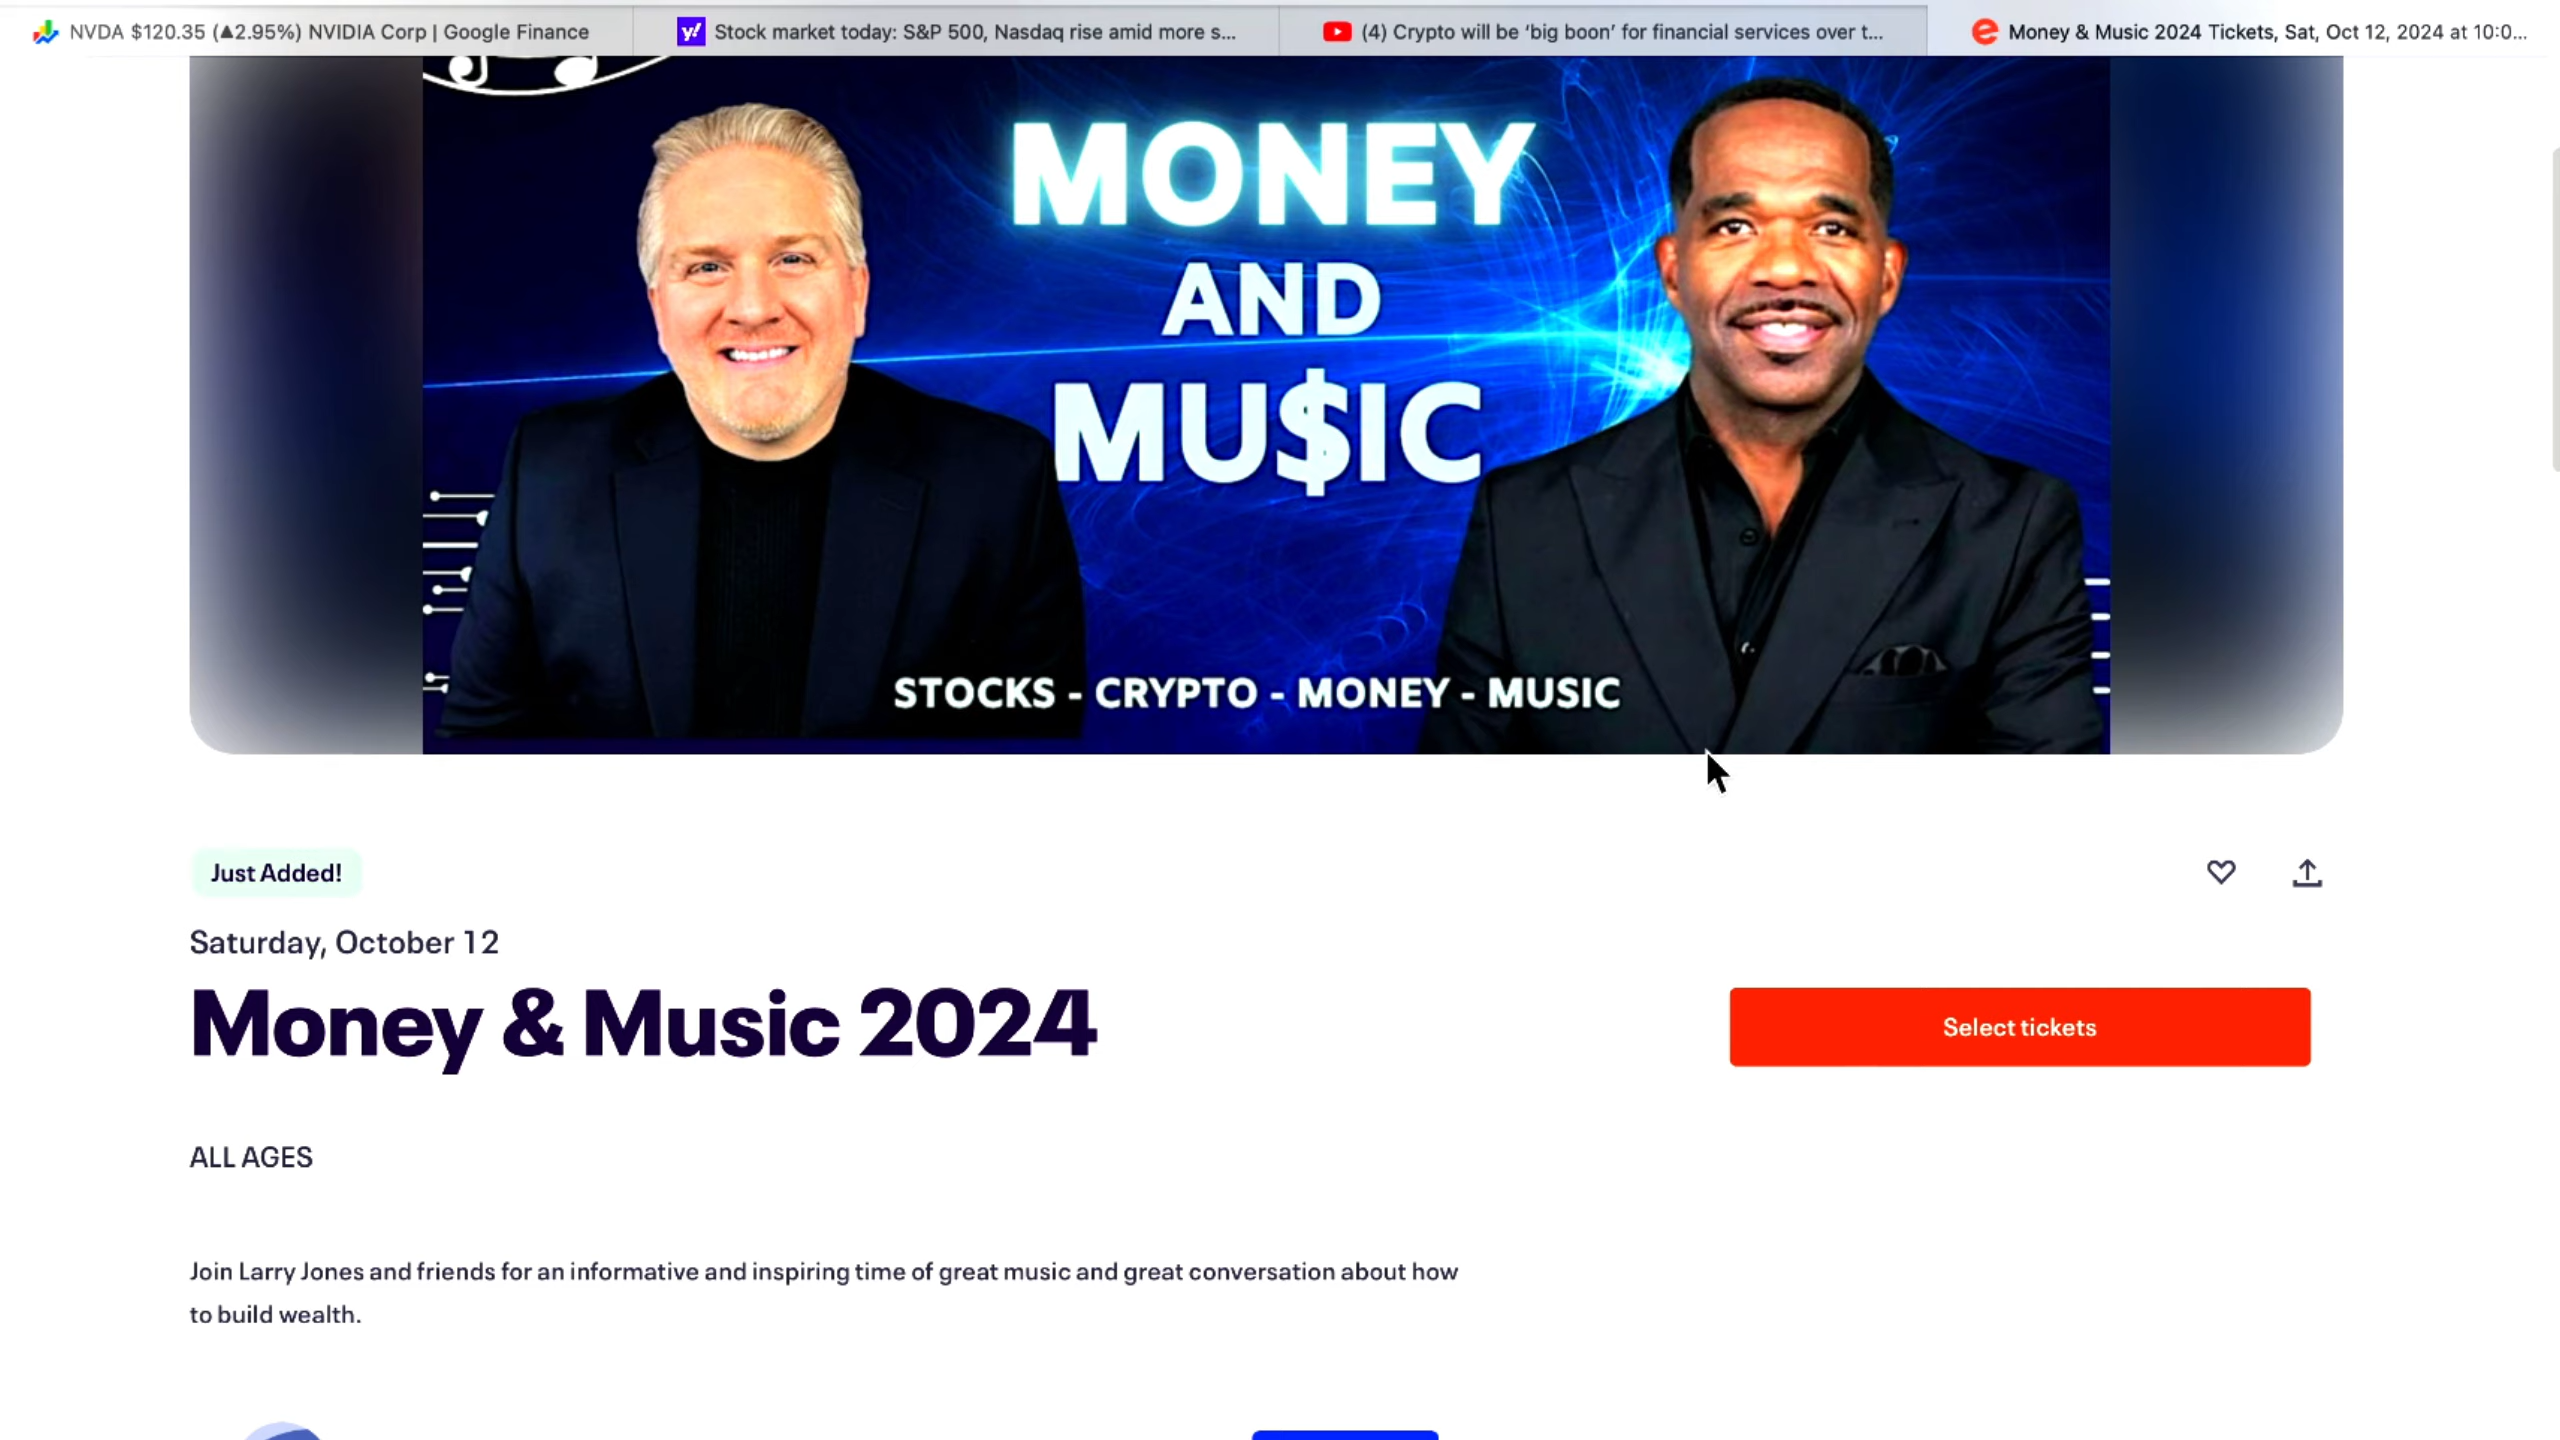 NVDA $120.35 (▲2.95%) NVIDIA Corp | Google Finance
y! Stock market today: S&P 500, Nasdaq rise amid more s...
(4) Crypto will be ‘big boon’ for financial services over t...
e Money & Music 2024 Tickets, Sat, Oct 12, 2024 at 10:0...
MONEY
AND
MU$IC
STOCKS - CRYPTO - MONEY - MUSIC
Just Added!
Saturday, October 12
Money & Music 2024
Select tickets
ALL AGES
Join Larry Jones and friends for an informative and inspiring time of great music and great conversation about how
to build wealth.